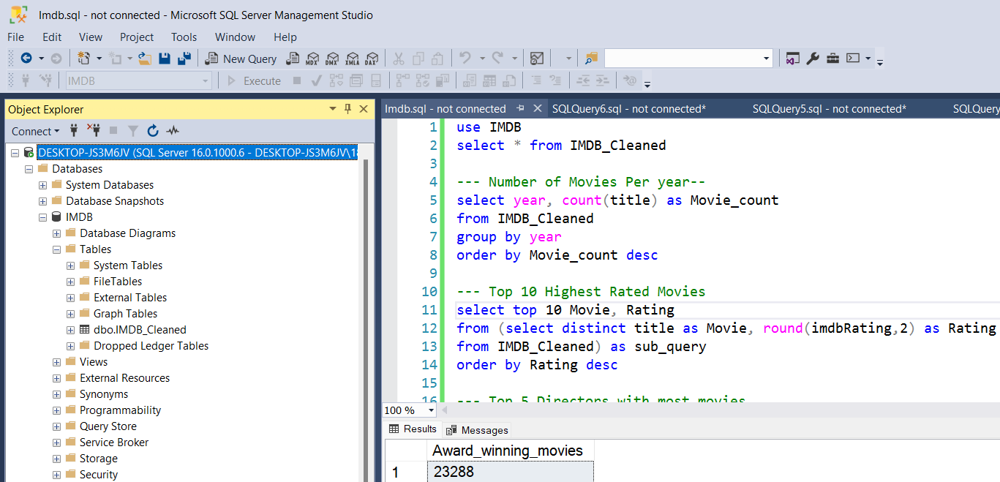 Imdb.sql - not connected - Microsoft SQL Server Management Studio
File Edit View Project Tools Window Help
New Query MDX DMX XMLA DAX
IMDB Execute
Object Explorer
Connect
DESKTOP-JS3M6JV (SQL Server 16.0.1000.6 - DESKTOP-JS3M6JV\18
Databases
System Databases
Database Snapshots
IMDB
Database Diagrams
Tables
System Tables
FileTables
External Tables
Graph Tables
dbo.IMDB_Cleaned
Dropped Ledger Tables
Views
External Resources
Synonyms
Programmability
Query Store
Service Broker
Storage
Security
Imdb.sql - not connected SQLQuery6.sql - not connected* SQLQuery5.sql - not connected* SQLQuery
1 use IMDB
2 select * from IMDB_Cleaned
3
4 --- Number of Movies Per year--
5 select year, count(title) as Movie_count
6 from IMDB_Cleaned
7 group by year
8 order by Movie_count desc
9
10 --- Top 10 Highest Rated Movies
11 select top 10 Movie, Rating
12 from (select distinct title as Movie, round(imdbRating,2) as Rating
13 from IMDB_Cleaned) as sub_query
14 order by Rating desc
15
16 --- Top 5 Directors with most movies
100 %
Results Messages
Award_winning_movies
1 23288